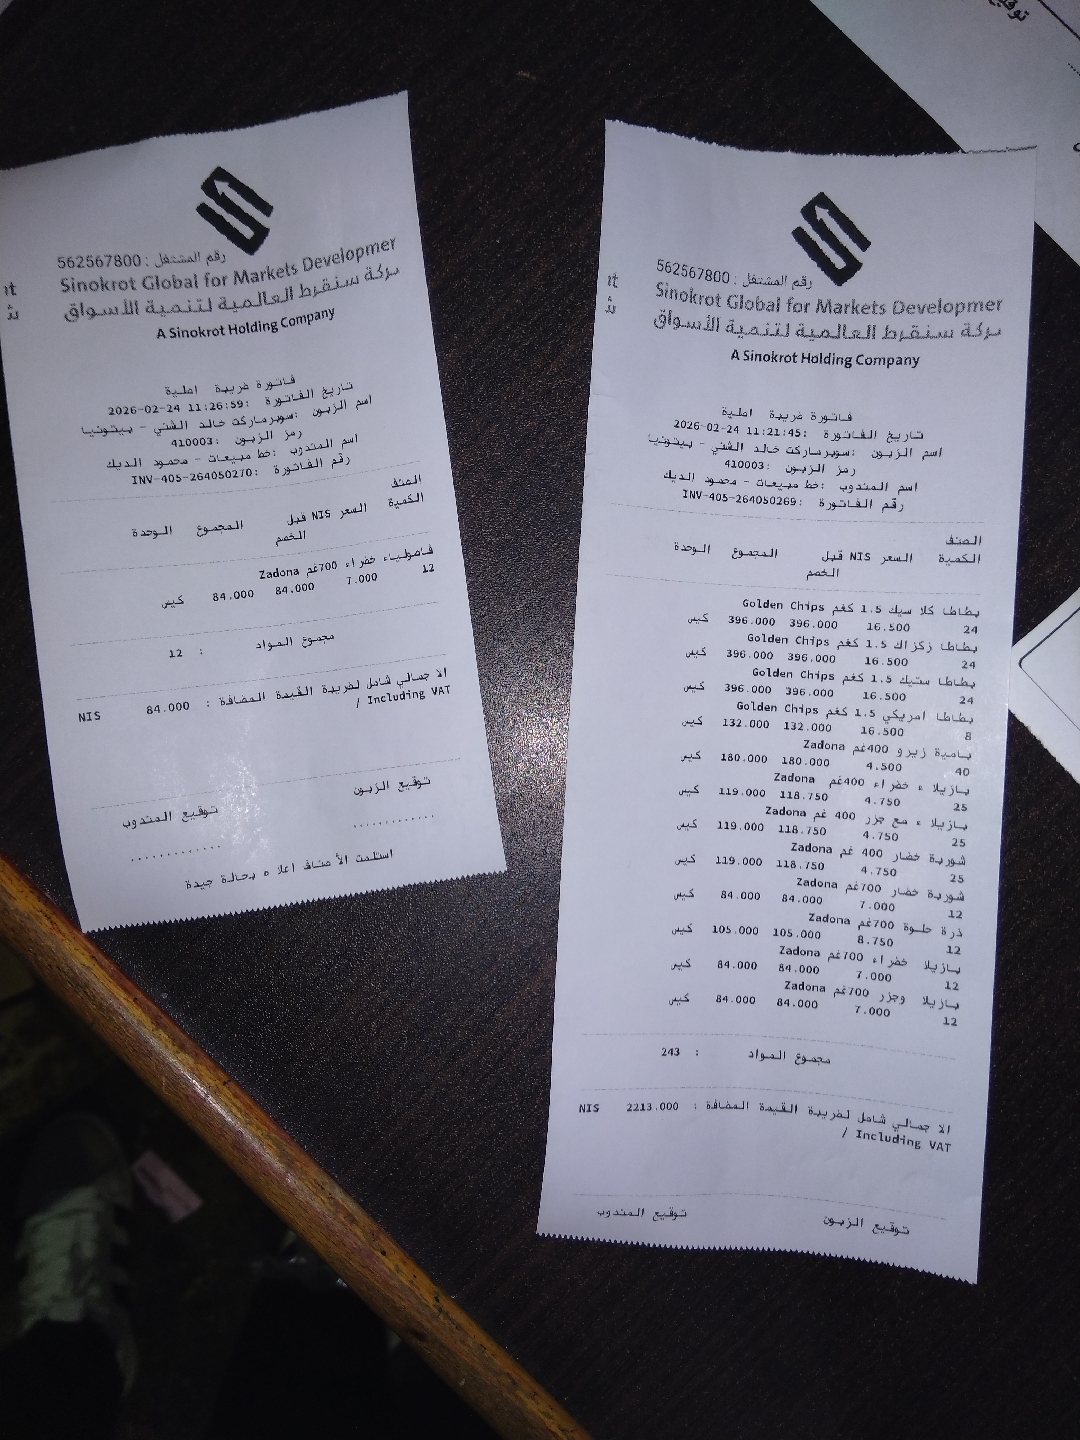 رقم المشتغل : 562567800
Sinokrot Global for Markets Developmer
ركة سنقرط العالمية لتنمية الأسواق
A Sinokrot Holding Company
فاتورة ضريبة اصلية
تاريخ الفاتورة : 2026-02-24 11:26:59
اسم الزبون :سوبرماركت خالد الشني - بيتونيا
رمز الزبون :410003
اسم المندوب :خط مبيعات - محمود الديك
رقم الفاتورة :INV-405-264050270
الصنف
الكمية السعر NIS قبل المجموع الوحدة
الخصم
فاصولياء خضراء 700غم Zadona
12 7.000 84.000 84.000 كيس
مجموع المواد : 12
الاجمالي شامل لضريبة القيمة المضافة : 84.000 NIS
/ Including VAT
توقيع الزبون
توقيع المندوب
.............
.............
استلمت الأصناف اعلاه بحالة جيدة
nt
رقم المشتغل : 562567800
Sinokrot Global for Markets Developmer
ركة سنقرط العالمية لتنمية الأسواق
A Sinokrot Holding Company
فاتورة ضريبة اصلية
تاريخ الفاتورة : 2026-02-24 11:21:45
اسم الزبون :سوبرماركت خالد الشني - بيتونيا
رمز الزبون :410003
اسم المندوب :خط مبيعات - محمود الديك
رقم الفاتورة :INV-405-264050269
الصنف
الكمية السعر NIS قبل المجموع الوحدة
الخصم
بطاطا كلاسيك 1.5 كغم Golden Chips
24 16.500 396.000 396.000 كيس
بطاطا زكزاك 1.5 كغم Golden Chips
24 16.500 396.000 396.000 كيس
بطاطا ستيك 1.5 كغم Golden Chips
24 16.500 396.000 396.000 كيس
بطاطا امريكي 1.5 كغم Golden Chips
8 16.500 132.000 132.000 كيس
بامية زيرو 400غم Zadona
40 4.500 180.000 180.000 كيس
بازيلاء خضراء 400غم Zadona
25 4.750 118.750 119.000 كيس
بازيلاء مع جزر 400 غم Zadona
25 4.750 118.750 119.000 كيس
شوربة خضار 400 غم Zadona
25 4.750 118.750 119.000 كيس
شوربة خضار 700غم Zadona
12 7.000 84.000 84.000 كيس
ذرة حلوة 700غم Zadona
12 8.750 105.000 105.000 كيس
بازيلا خضراء 700غم Zadona
12 7.000 84.000 84.000 كيس
بازيلا وجزر 700غم Zadona
12 7.000 84.000 84.000 كيس
مجموع المواد : 243
الاجمالي شامل لضريبة القيمة المضافة : 2213.000 NIS
/ Including VAT
توقيع الزبون توقيع المندوب